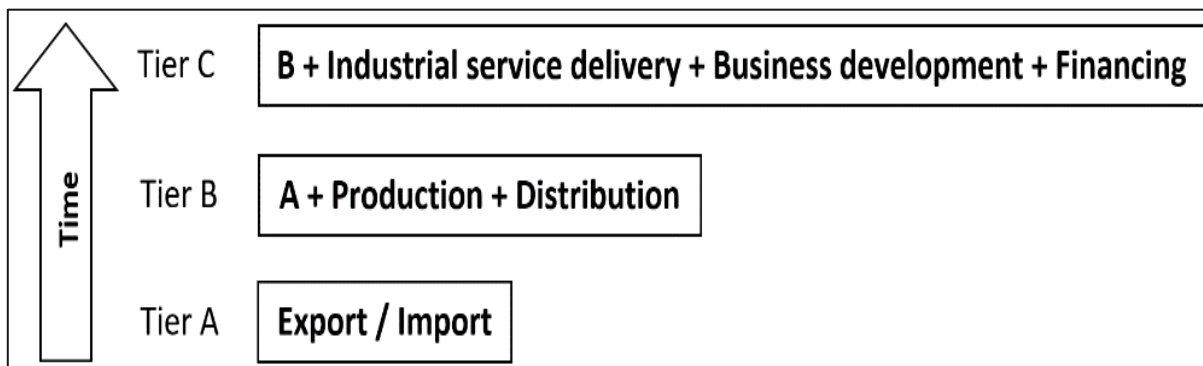 Tier C B + Industrial service delivery + Business development + Financing
Tier B A + Production + Distribution
Time
Tier A Export / Import